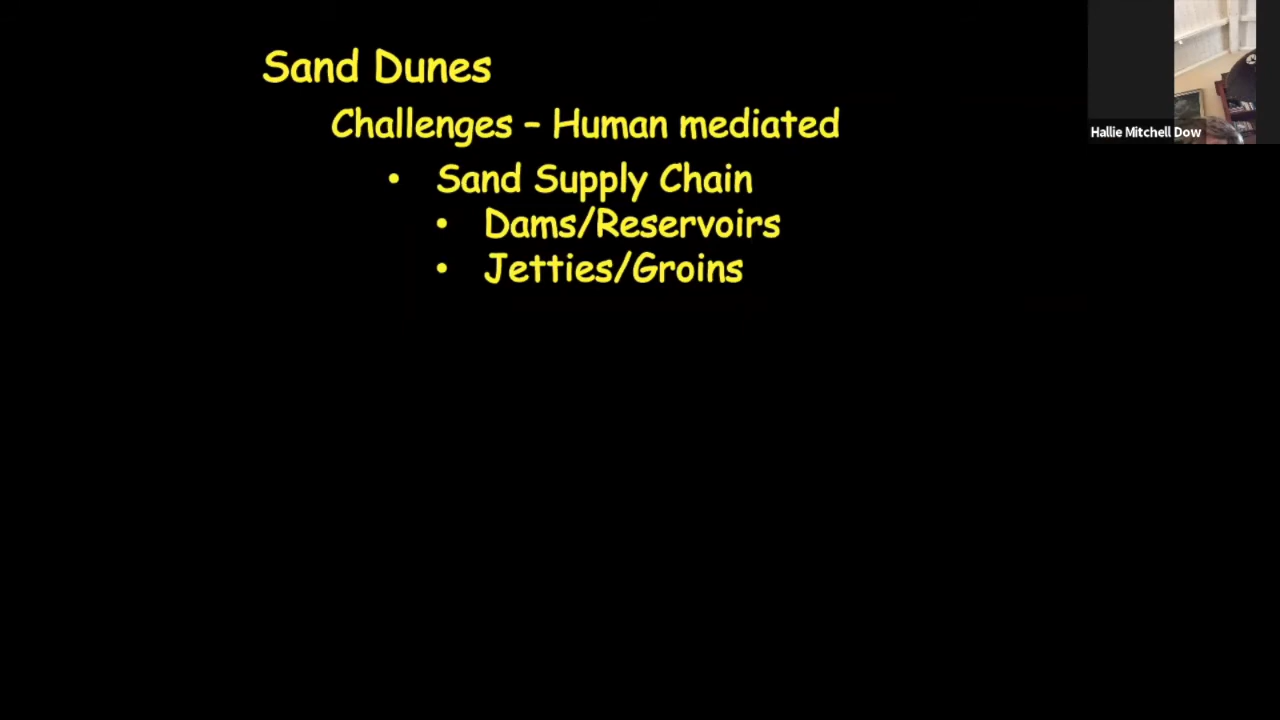 Sand Dunes
Challenges – Human mediated
• Sand Supply Chain
• Dams/Reservoirs
• Jetties/Groins
Hallie Mitchell Dow